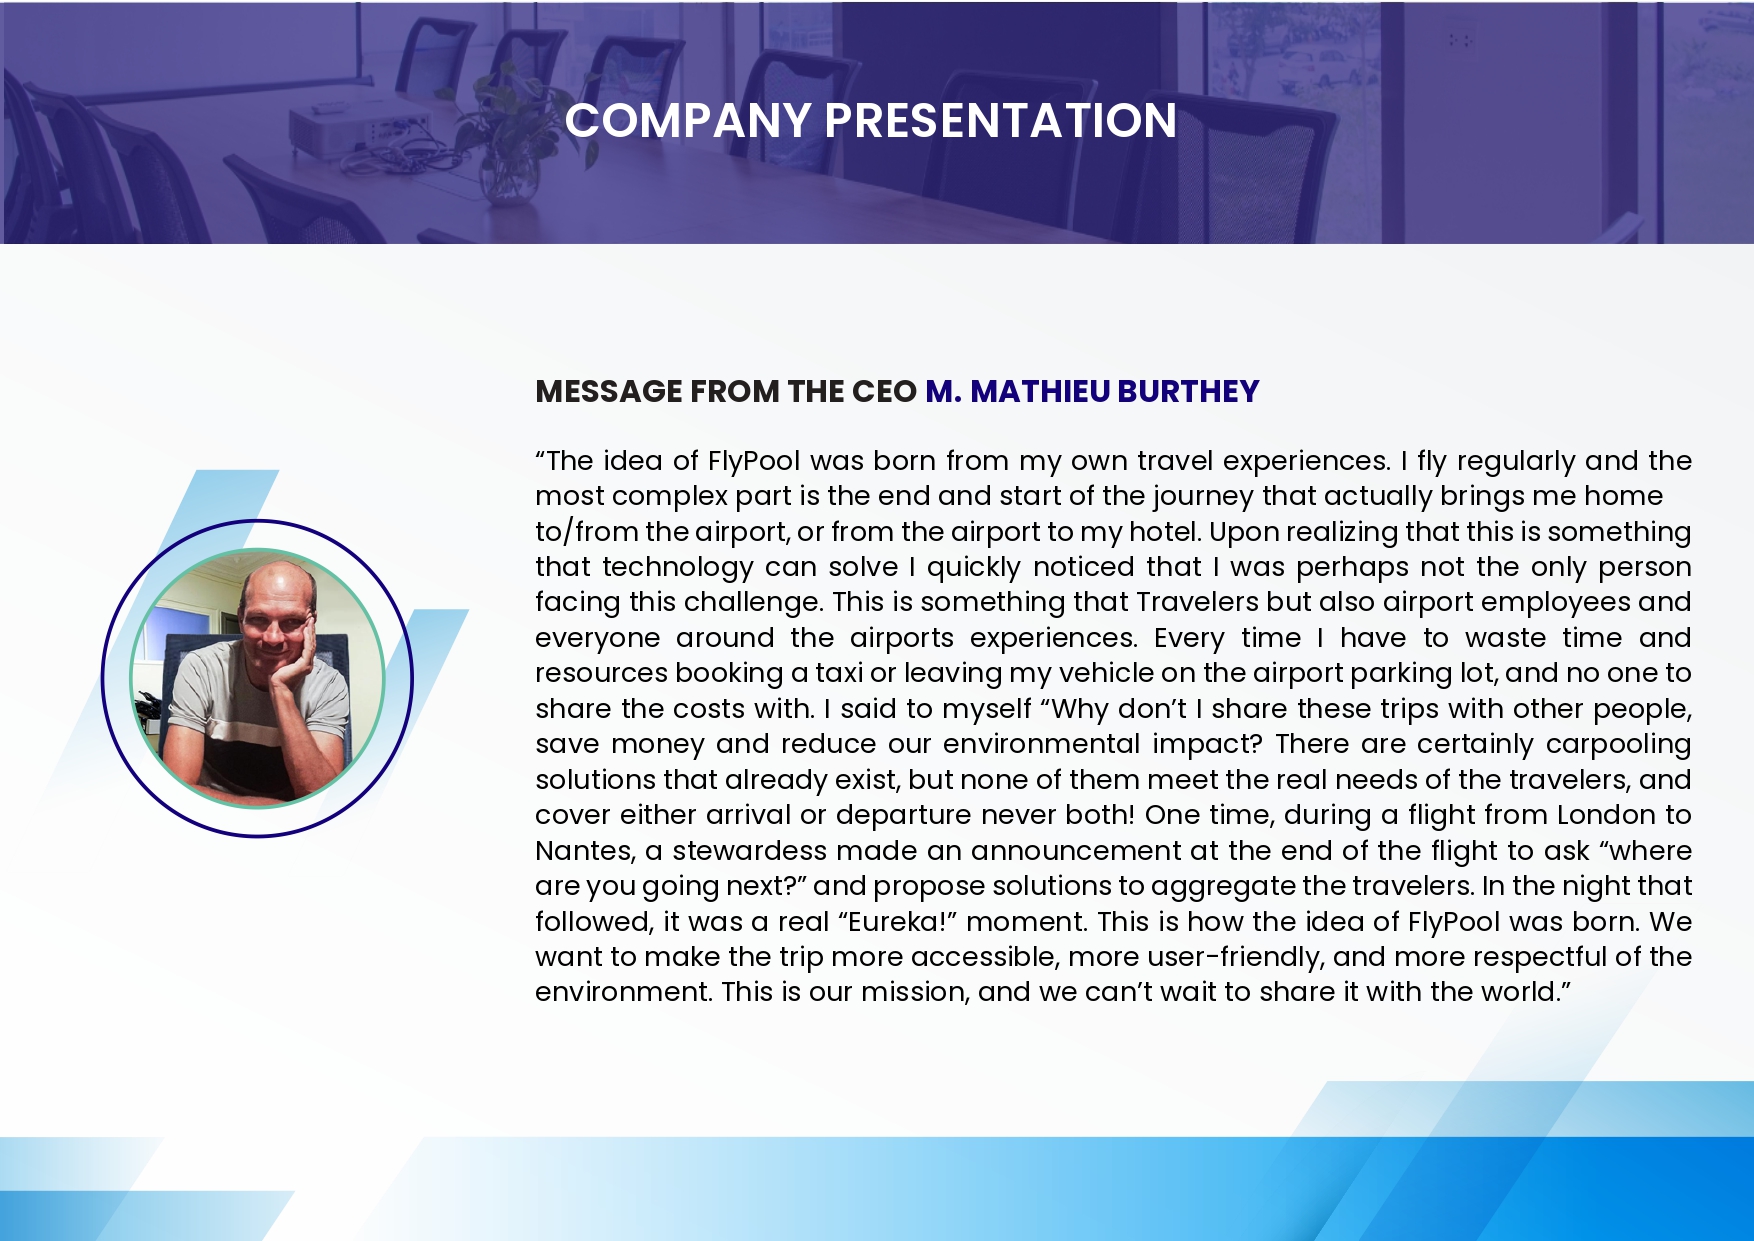 COMPANY PRESENTATION
MESSAGE FROM THE CEO M. MATHIEU BURTHEY
“The idea of FlyPool was born from my own travel experiences. I fly regularly and the
most complex part is the end and start of the journey that actually brings me home
to/from the airport, or from the airport to my hotel. Upon realizing that this is something
that technology can solve I quickly noticed that I was perhaps not the only person
facing this challenge. This is something that Travelers but also airport employees and
everyone around the airports experiences. Every time I have to waste time and
resources booking a taxi or leaving my vehicle on the airport parking lot, and no one to
share the costs with. I said to myself “Why don’t I share these trips with other people,
save money and reduce our environmental impact? There are certainly carpooling
solutions that already exist, but none of them meet the real needs of the travelers, and
cover either arrival or departure never both! One time, during a flight from London to
Nantes, a stewardess made an announcement at the end of the flight to ask “where
are you going next?” and propose solutions to aggregate the travelers. In the night that
followed, it was a real “Eureka!” moment. This is how the idea of FlyPool was born. We
want to make the trip more accessible, more user-friendly, and more respectful of the
environment. This is our mission, and we can’t wait to share it with the world.”